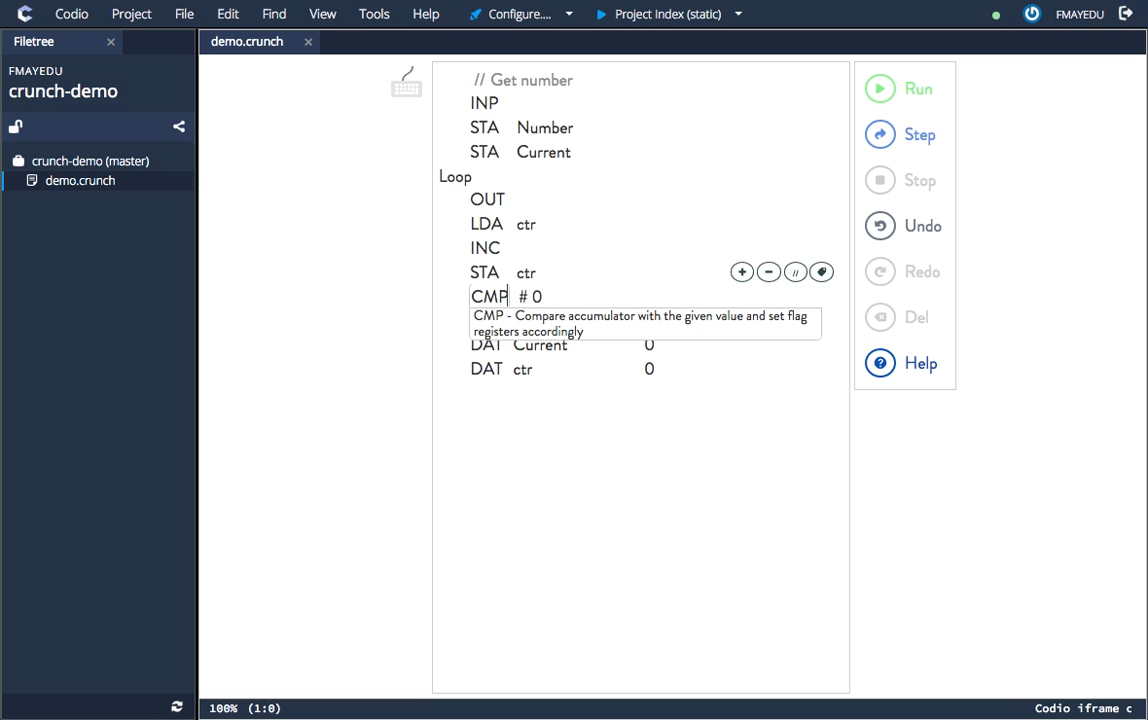 Codio Project File Edit Find View Tools Help Configure.... Project Index (static) FMAYEDU
Filetree × demo.crunch ×
FMAYEDU
crunch-demo
crunch-demo (master)
demo.crunch
// Get number
INP
STA Number
STA Current
Loop
OUT
LDA ctr
INC
STA ctr
CMP # 0
CMP - Compare accumulator with the given value and set flag
registers accordingly
DAT Current 0
DAT ctr 0
Run
Step
Stop
Undo
Redo
Del
Help
100% (1:0) Codio iframe c